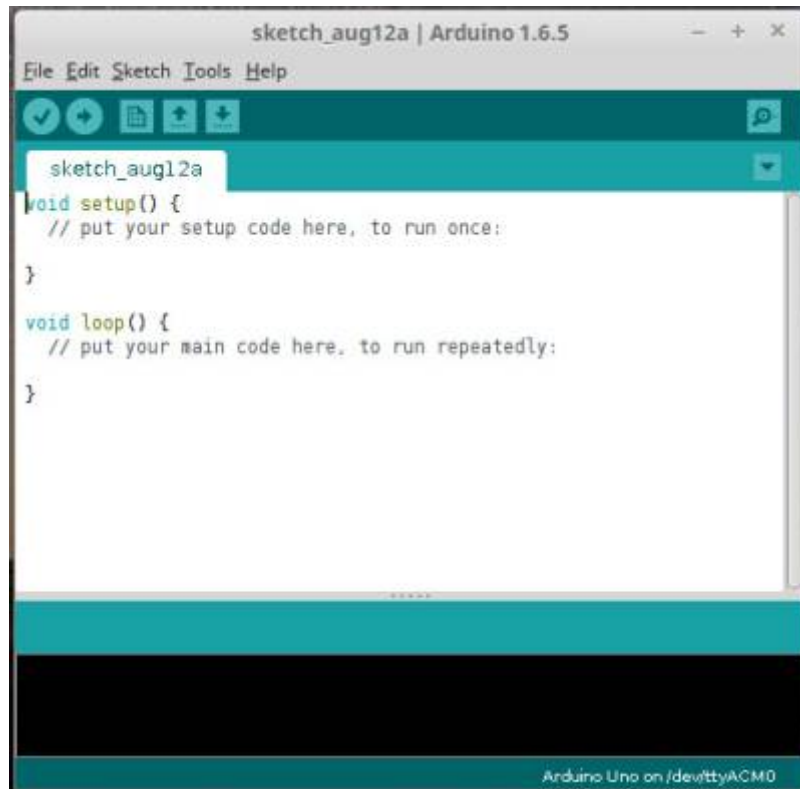 sketch_aug12a | Arduino 1.6.5
File Edit Sketch Tools Help
sketch_aug12a
void setup() {
  // put your setup code here, to run once:
}
void loop() {
  // put your main code here, to run repeatedly:
}
Arduino Uno on /dev/ttyACM0